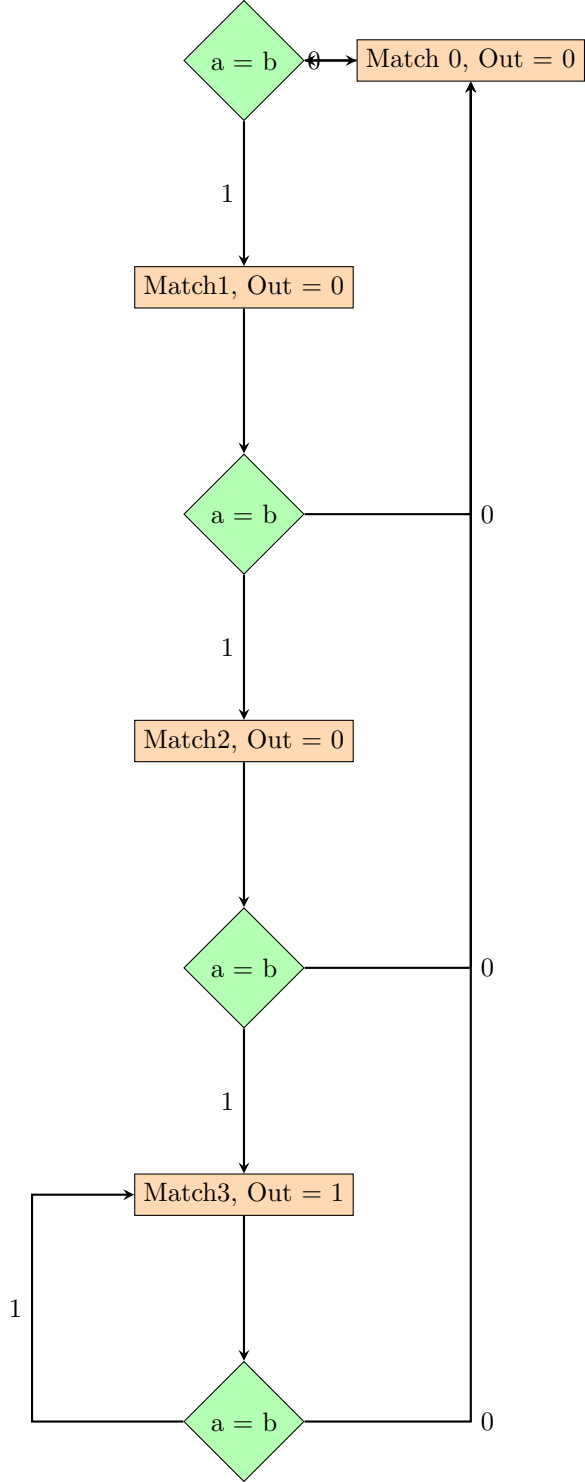 a = b
0
Match 0, Out = 0
1
Match1, Out = 0
a = b
0
1
Match2, Out = 0
a = b
0
1
Match3, Out = 1
1
a = b
0